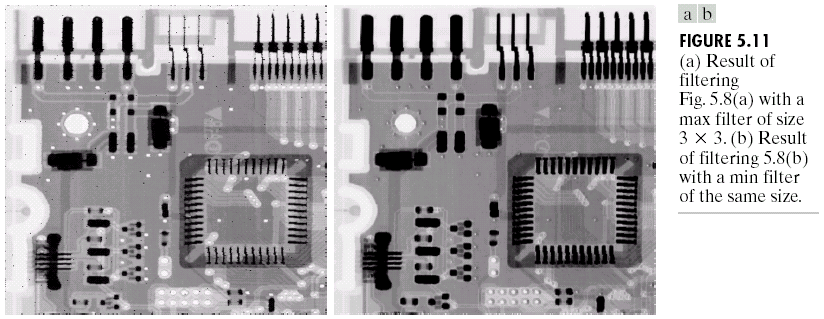 a b
FIGURE 5.11
(a) Result of
filtering
Fig. 5.8(a) with a
max filter of size
3 × 3. (b) Result
of filtering 5.8(b)
with a min filter
of the same size.